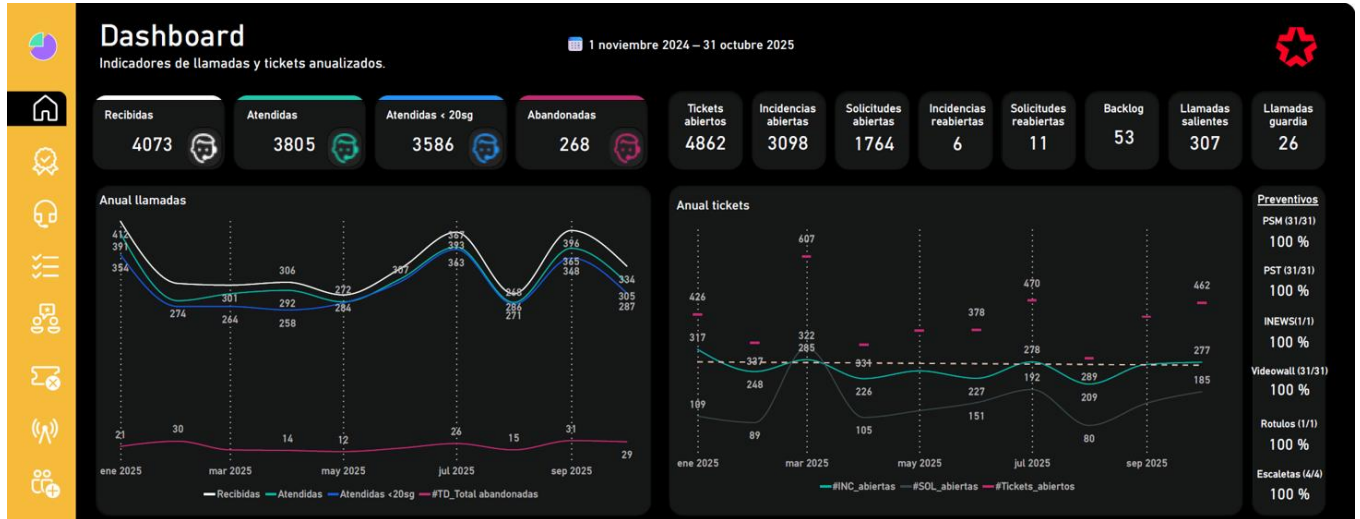 Dashboard
Indicadores de llamadas y tickets anualizados.
1 noviembre 2024 – 31 octubre 2025
Recibidas
4073
Atendidas
3805
Atendidas < 20sg
3586
Abandonadas
268
Tickets
abiertos
4862
Incidencias
abiertas
3098
Solicitudes
abiertas
1764
Incidencias
reabiertas
6
Solicitudes
reabiertas
11
Backlog
53
Llamadas
salientes
307
Llamadas
guardia
26
Anual llamadas
412
391
354
274
301
264
306
292
258
272
284
307
393
363
286
271
396
365
348
334
305
287
21
30
14
12
26
15
31
29
ene 2025
mar 2025
may 2025
jul 2025
sep 2025
Recibidas
Atendidas
Atendidas <20sg
#TD_Total abandonadas
Anual tickets
426
607
378
470
462
317
337
248
322
285
331
226
227
278
192
289
209
277
185
109
89
105
151
80
ene 2025
mar 2025
may 2025
jul 2025
sep 2025
#INC_abiertas
#SOL_abiertas
#Tickets_abiertos
Preventivos
PSM (31/31)
100 %
PST (31/31)
100 %
INEWS(1/1)
100 %
Videowall (31/31)
100 %
Rotulos (1/1)
100 %
Escaletas (4/4)
100 %